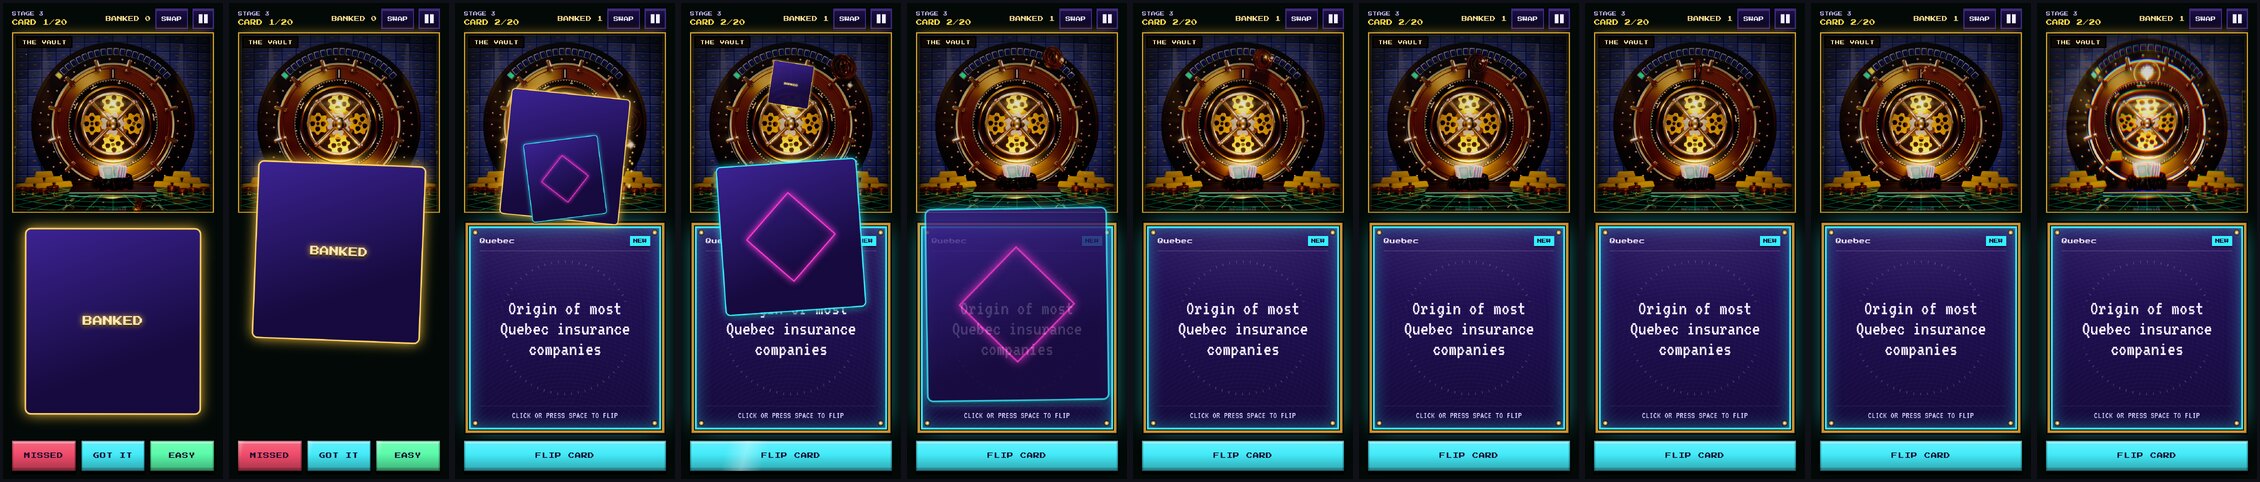 STAGE 3
CARD 1/20
BANKED 0
SWAP
THE VAULT
BANKED
MISSED
GOT IT
EASY
STAGE 3
CARD 1/20
BANKED 0
SWAP
THE VAULT
BANKED
MISSED
GOT IT
EASY
STAGE 3
CARD 2/20
BANKED 1
SWAP
THE VAULT
Quebec
NEW
Origin of most
Quebec insurance
companies
CLICK OR PRESS SPACE TO FLIP
FLIP CARD
STAGE 3
CARD 2/20
BANKED 1
SWAP
THE VAULT
BANKED
Quebec insurance
companies
CLICK OR PRESS SPACE TO FLIP
FLIP CARD
STAGE 3
CARD 2/20
BANKED 1
SWAP
THE VAULT
Quebec
NEW
Origin of most
Quebec insurance
companies
CLICK OR PRESS SPACE TO FLIP
FLIP CARD
STAGE 3
CARD 2/20
BANKED 1
SWAP
THE VAULT
Quebec
NEW
Origin of most
Quebec insurance
companies
CLICK OR PRESS SPACE TO FLIP
FLIP CARD
STAGE 3
CARD 2/20
BANKED 1
SWAP
THE VAULT
Quebec
NEW
Origin of most
Quebec insurance
companies
CLICK OR PRESS SPACE TO FLIP
FLIP CARD
STAGE 3
CARD 2/20
BANKED 1
SWAP
THE VAULT
Quebec
NEW
Origin of most
Quebec insurance
companies
CLICK OR PRESS SPACE TO FLIP
FLIP CARD
STAGE 3
CARD 2/20
BANKED 1
SWAP
THE VAULT
Quebec
NEW
Origin of most
Quebec insurance
companies
CLICK OR PRESS SPACE TO FLIP
FLIP CARD
STAGE 3
CARD 2/20
BANKED 1
SWAP
THE VAULT
Quebec
NEW
Origin of most
Quebec insurance
companies
CLICK OR PRESS SPACE TO FLIP
FLIP CARD